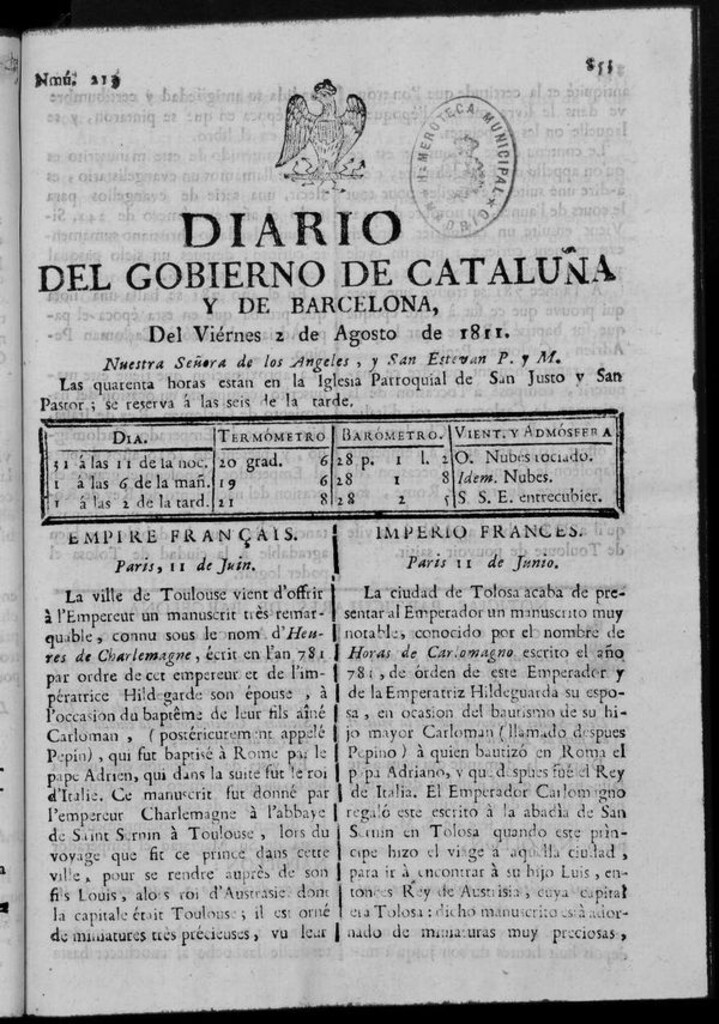 Nmú. 213
855
HEMEROTECA MUNICIPAL
MADRID
DIARIO
DEL GOBIERNO DE CATALUÑA
Y DE BARCELONA,
Del Viérnes 2 de Agosto de 1811.
Nuestra Señora de los Angeles, y San Estevan P. y M.
Las quarenta horas estan en la Iglesia Parroquial de San Justo y San
Pastor; se reserva á las seis de la tarde.
DIA. TERMÓMETRO BARÓMETRO. VIENT. Y ADMÓSFERA
31 á las 11 de la noc. 20 grad. 6 28 p. 1 l. 2 O. Nubes rociado.
1 á las 6 de la mañ. 19 6 28 1 8 Idem. Nubes.
1 á las 2 de la tard. 21 8 28 2 5 S. S. E. entrecubier.
EMPIRE FRANÇAIS.
Paris, 11 de Juin.
La ville de Toulouse vient d'offrir
à l'Empereur un manuscrit très remar-
quable, connu sous le nom d'Heu-
res de Charlemagne, écrit en l'an 781
par ordre de cet empereur et de l'im-
pératrice Hildegarde son épouse, à
l'occasion du baptême de leur fils aîné
Carloman, (postérieurement appelé
Pepin), qui fut baptisé à Rome par le
pape Adrien, qui dans la suite fut le roi
d'Italie. Ce manuscrit fut donné par
l'empereur Charlemagne à l'abbaye
de Saint Sernin à Toulouse, lors du
voyage que fit ce prince dans cette
ville, pour se rendre auprès de son
fils Louis, alors roi d'Austrasie dont
la capitale était Toulouse; il est orné
de miniatures très précieuses, vu leur
IMPERIO FRANCES.
Paris 11 de Junio.
La ciudad de Tolosa acaba de pre-
sentar al Emperador un manuscrito muy
notable, conocido por el nombre de
Horas de Carlomagno escrito el año
781, de órden de este Emperador y
de la Emperatriz Hildeguarda su espo-
sa, en ocasion del bautismo de su hi-
jo mayor Carloman (llamado despues
Pepino) à quien bautizó en Roma el
papa Adriano, y que despues fué el Rey
de Italia. El Emperador Carlomagno
regaló este escrito à la abadia de San
Sernin en Tolosa quando este prin-
cipe hizo el viage à aquella ciudad,
para ir à encontrar à su hijo Luis, en-
tonces Rey de Austrisia, cuya capital
era Tolosa: dicho manuscrito está ador-
nado de miniaturas muy preciosas,